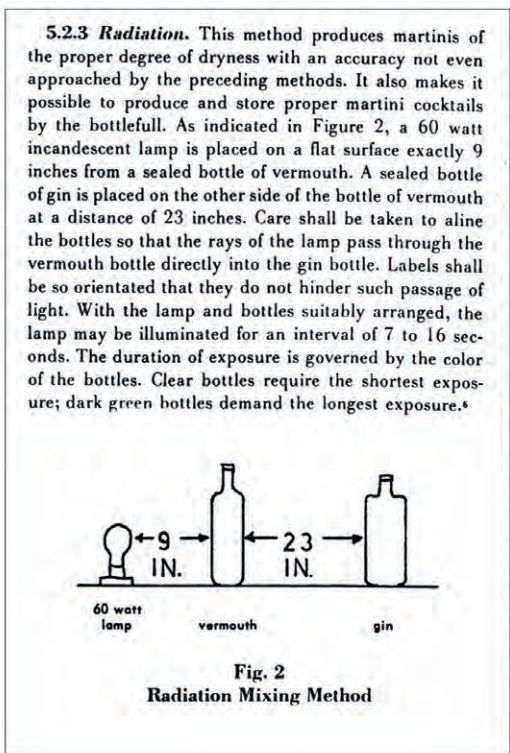 5.2.3 Radiation. This method produces martinis of
the proper degree of dryness with an accuracy not even
approached by the preceding methods. It also makes it
possible to produce and store proper martini cocktails
by the bottlefull. As indicated in Figure 2, a 60 watt
incandescent lamp is placed on a flat surface exactly 9
inches from a sealed bottle of vermouth. A sealed bottle
of gin is placed on the other side of the bottle of vermouth
at a distance of 23 inches. Care shall be taken to aline
the bottles so that the rays of the lamp pass through the
vermouth bottle directly into the gin bottle. Labels shall
be so orientated that they do not hinder such passage of
light. With the lamp and bottles suitably arranged, the
lamp may be illuminated for an interval of 7 to 16 sec-
onds. The duration of exposure is governed by the color
of the bottles. Clear bottles require the shortest expos-
ure; dark green bottles demand the longest exposure.⁶
9 IN.
23 IN.
60 watt lamp
vermouth
gin
Fig. 2
Radiation Mixing Method